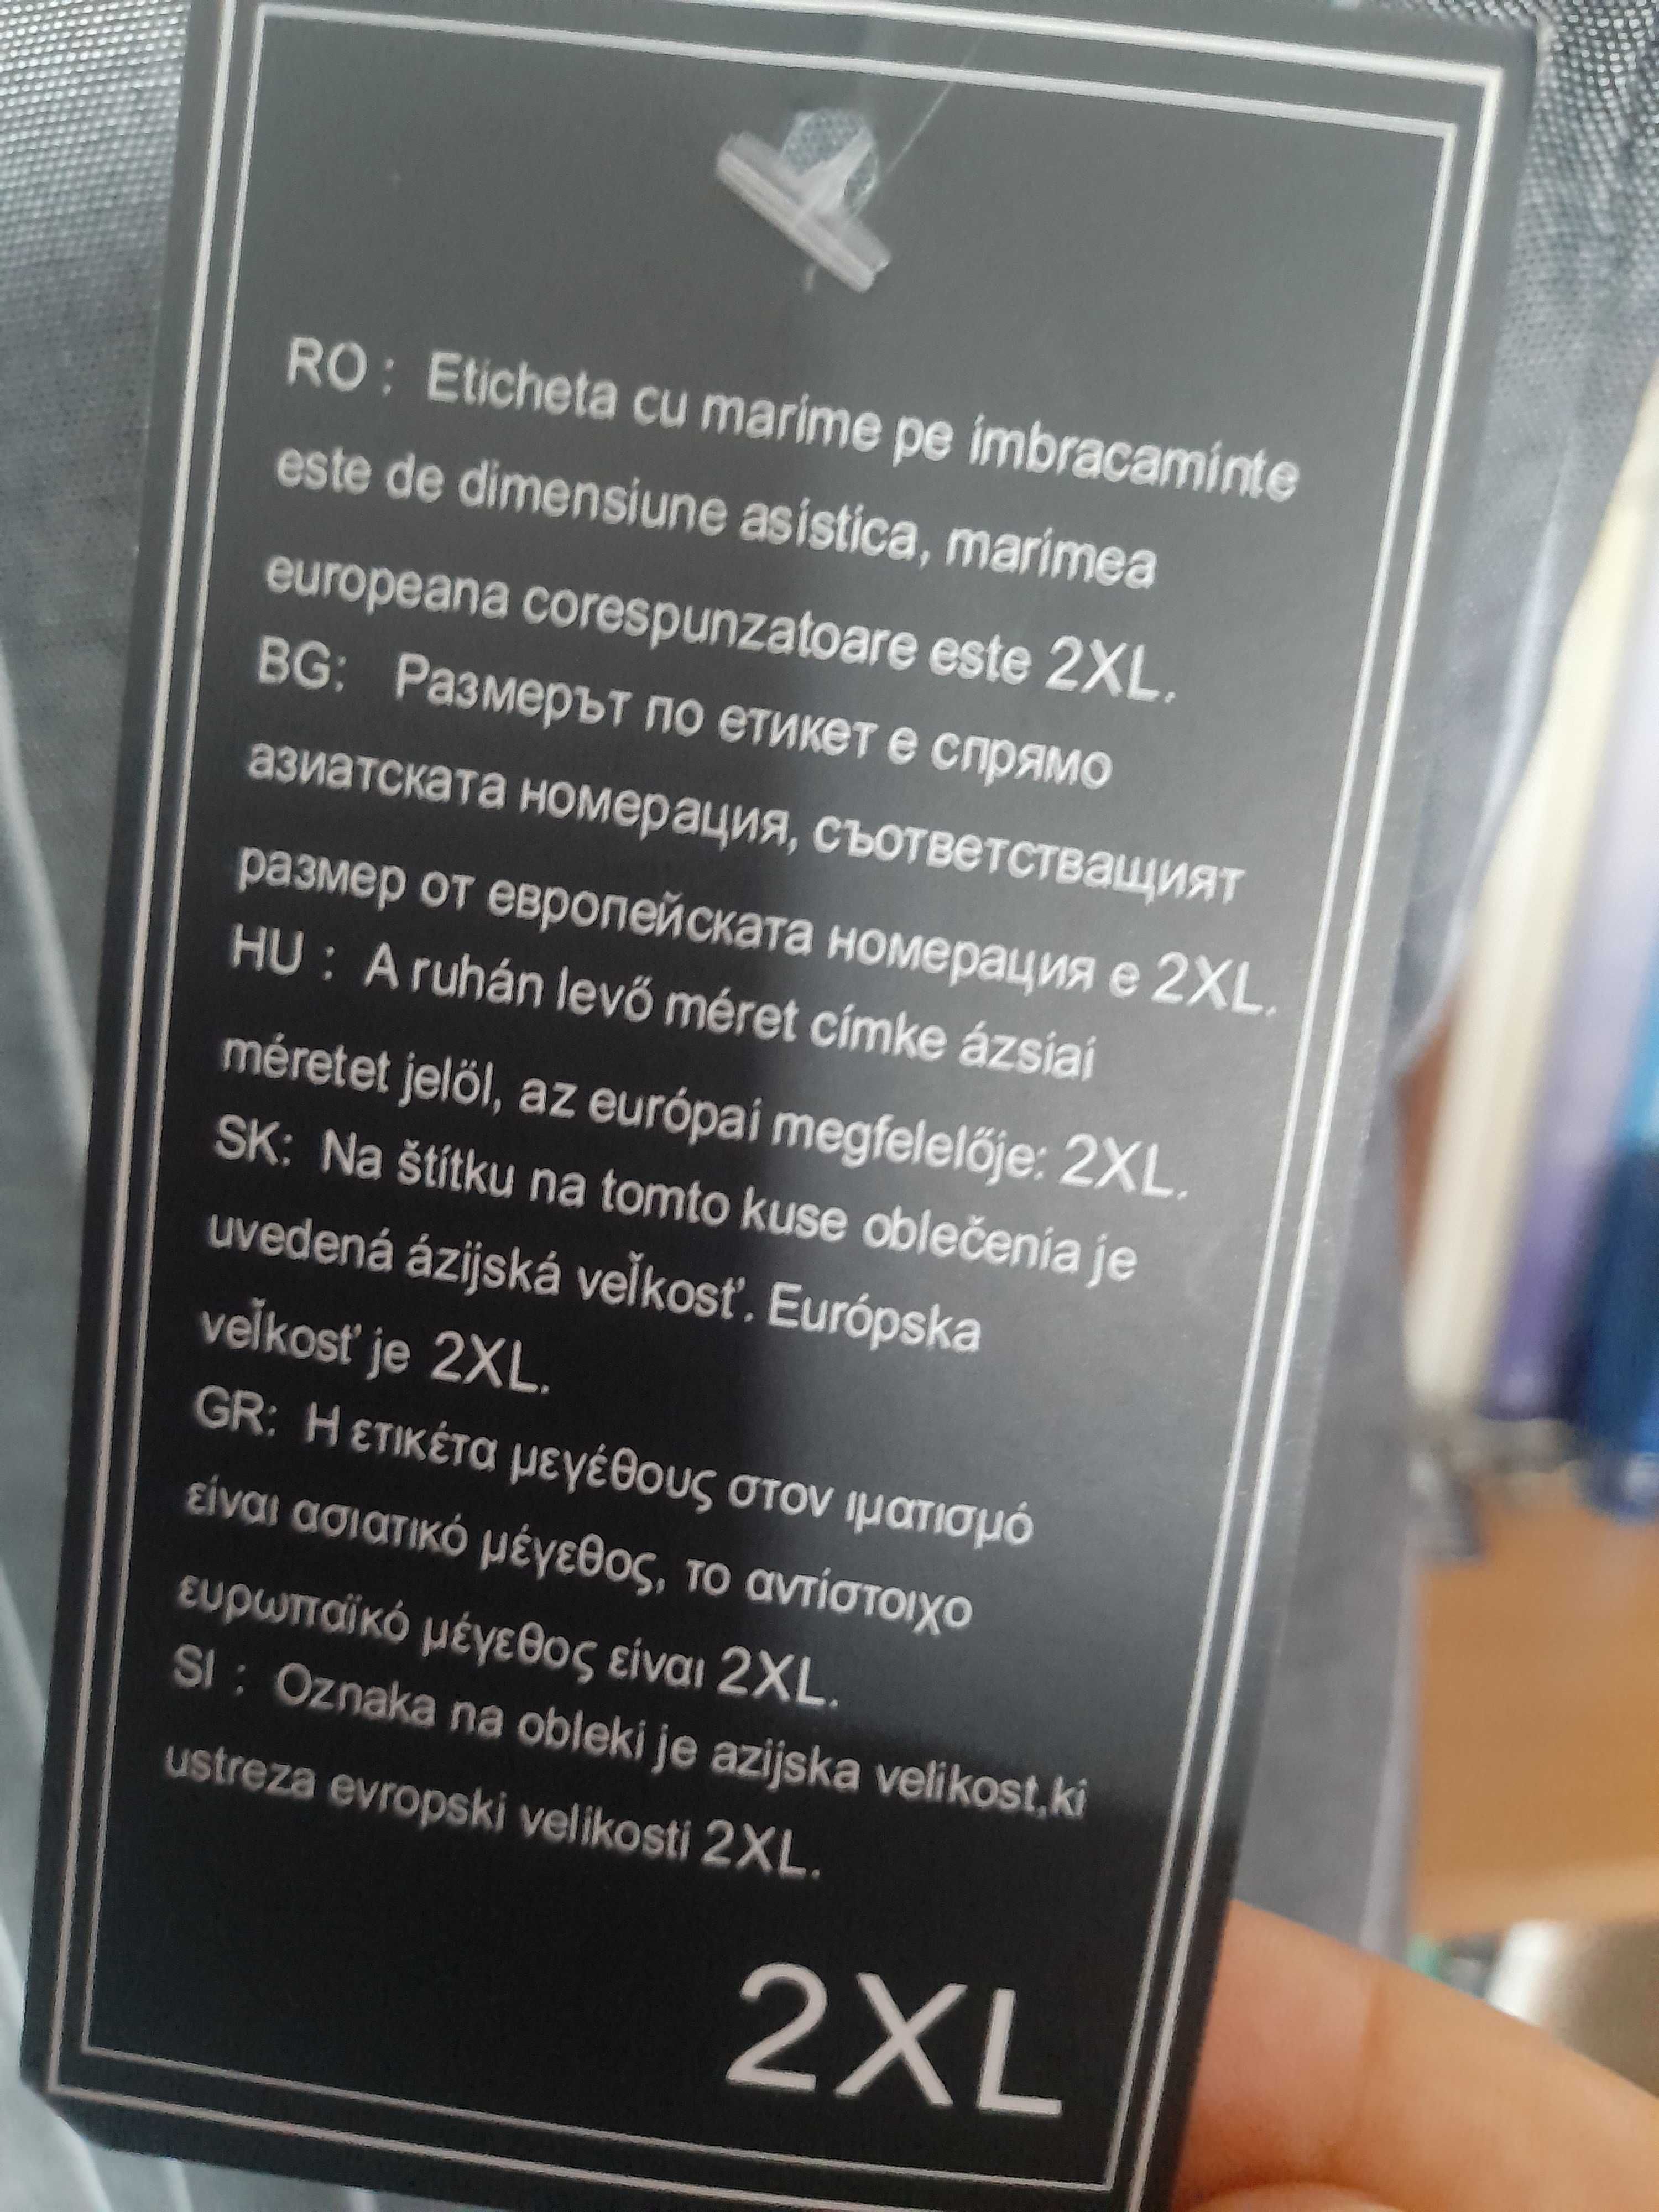 RO : Eticheta cu marime pe imbracaminte
este de dimensiune asistica, marimea
europeana corespunzatoare este 2XL.
BG: Размерът по етикет е спрямо
азиатската номерация, съответстващият
размер от европейската номерация е 2XL.
HU : A ruhán levő méret címke ázsiai
méretet jelöl, az európai megfelelője: 2XL.
SK: Na štítku na tomto kuse oblečenia je
uvedená ázijská veľkosť. Európska
veľkosť je 2XL.
GR: Η ετικέτα μεγέθους στον ιματισμό
είναι ασιατικό μέγεθος, το αντίστοιχο
ευρωπαϊκό μέγεθος είναι 2XL.
SI : Oznaka na obleki je azijska velikost,ki
ustreza evropski velikosti 2XL.
2XL